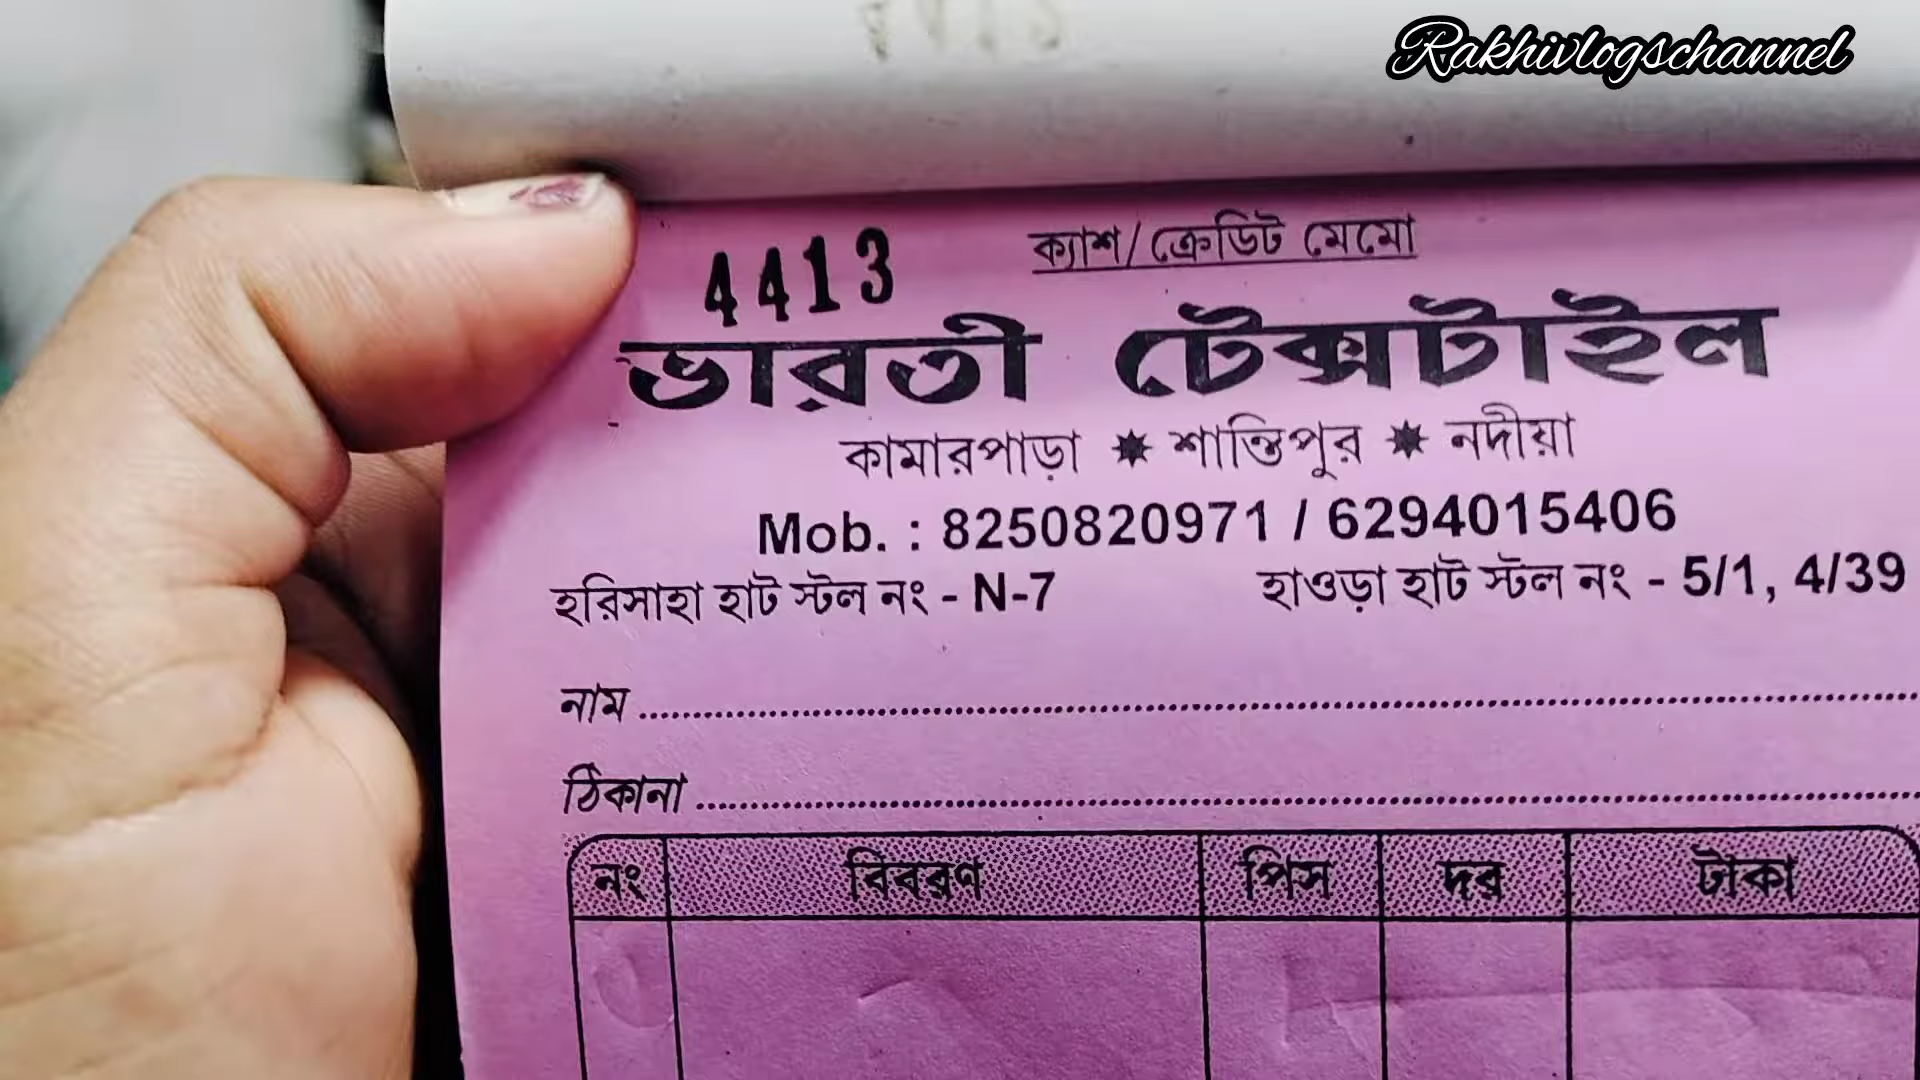 Rakhivlogschannel
4413
ক্যাশ/ক্রেডিট মেমো
ভারতী টেক্সটাইল
কামারপাড়া ✷ শান্তিপুর ✷ নদীয়া
Mob. : 8250820971 / 6294015406
হরিসাহা হাট স্টল নং - N-7 হাওড়া হাট স্টল নং - 5/1, 4/39
নাম
ঠিকানা
নং বিবরণ পিস দর টাকা